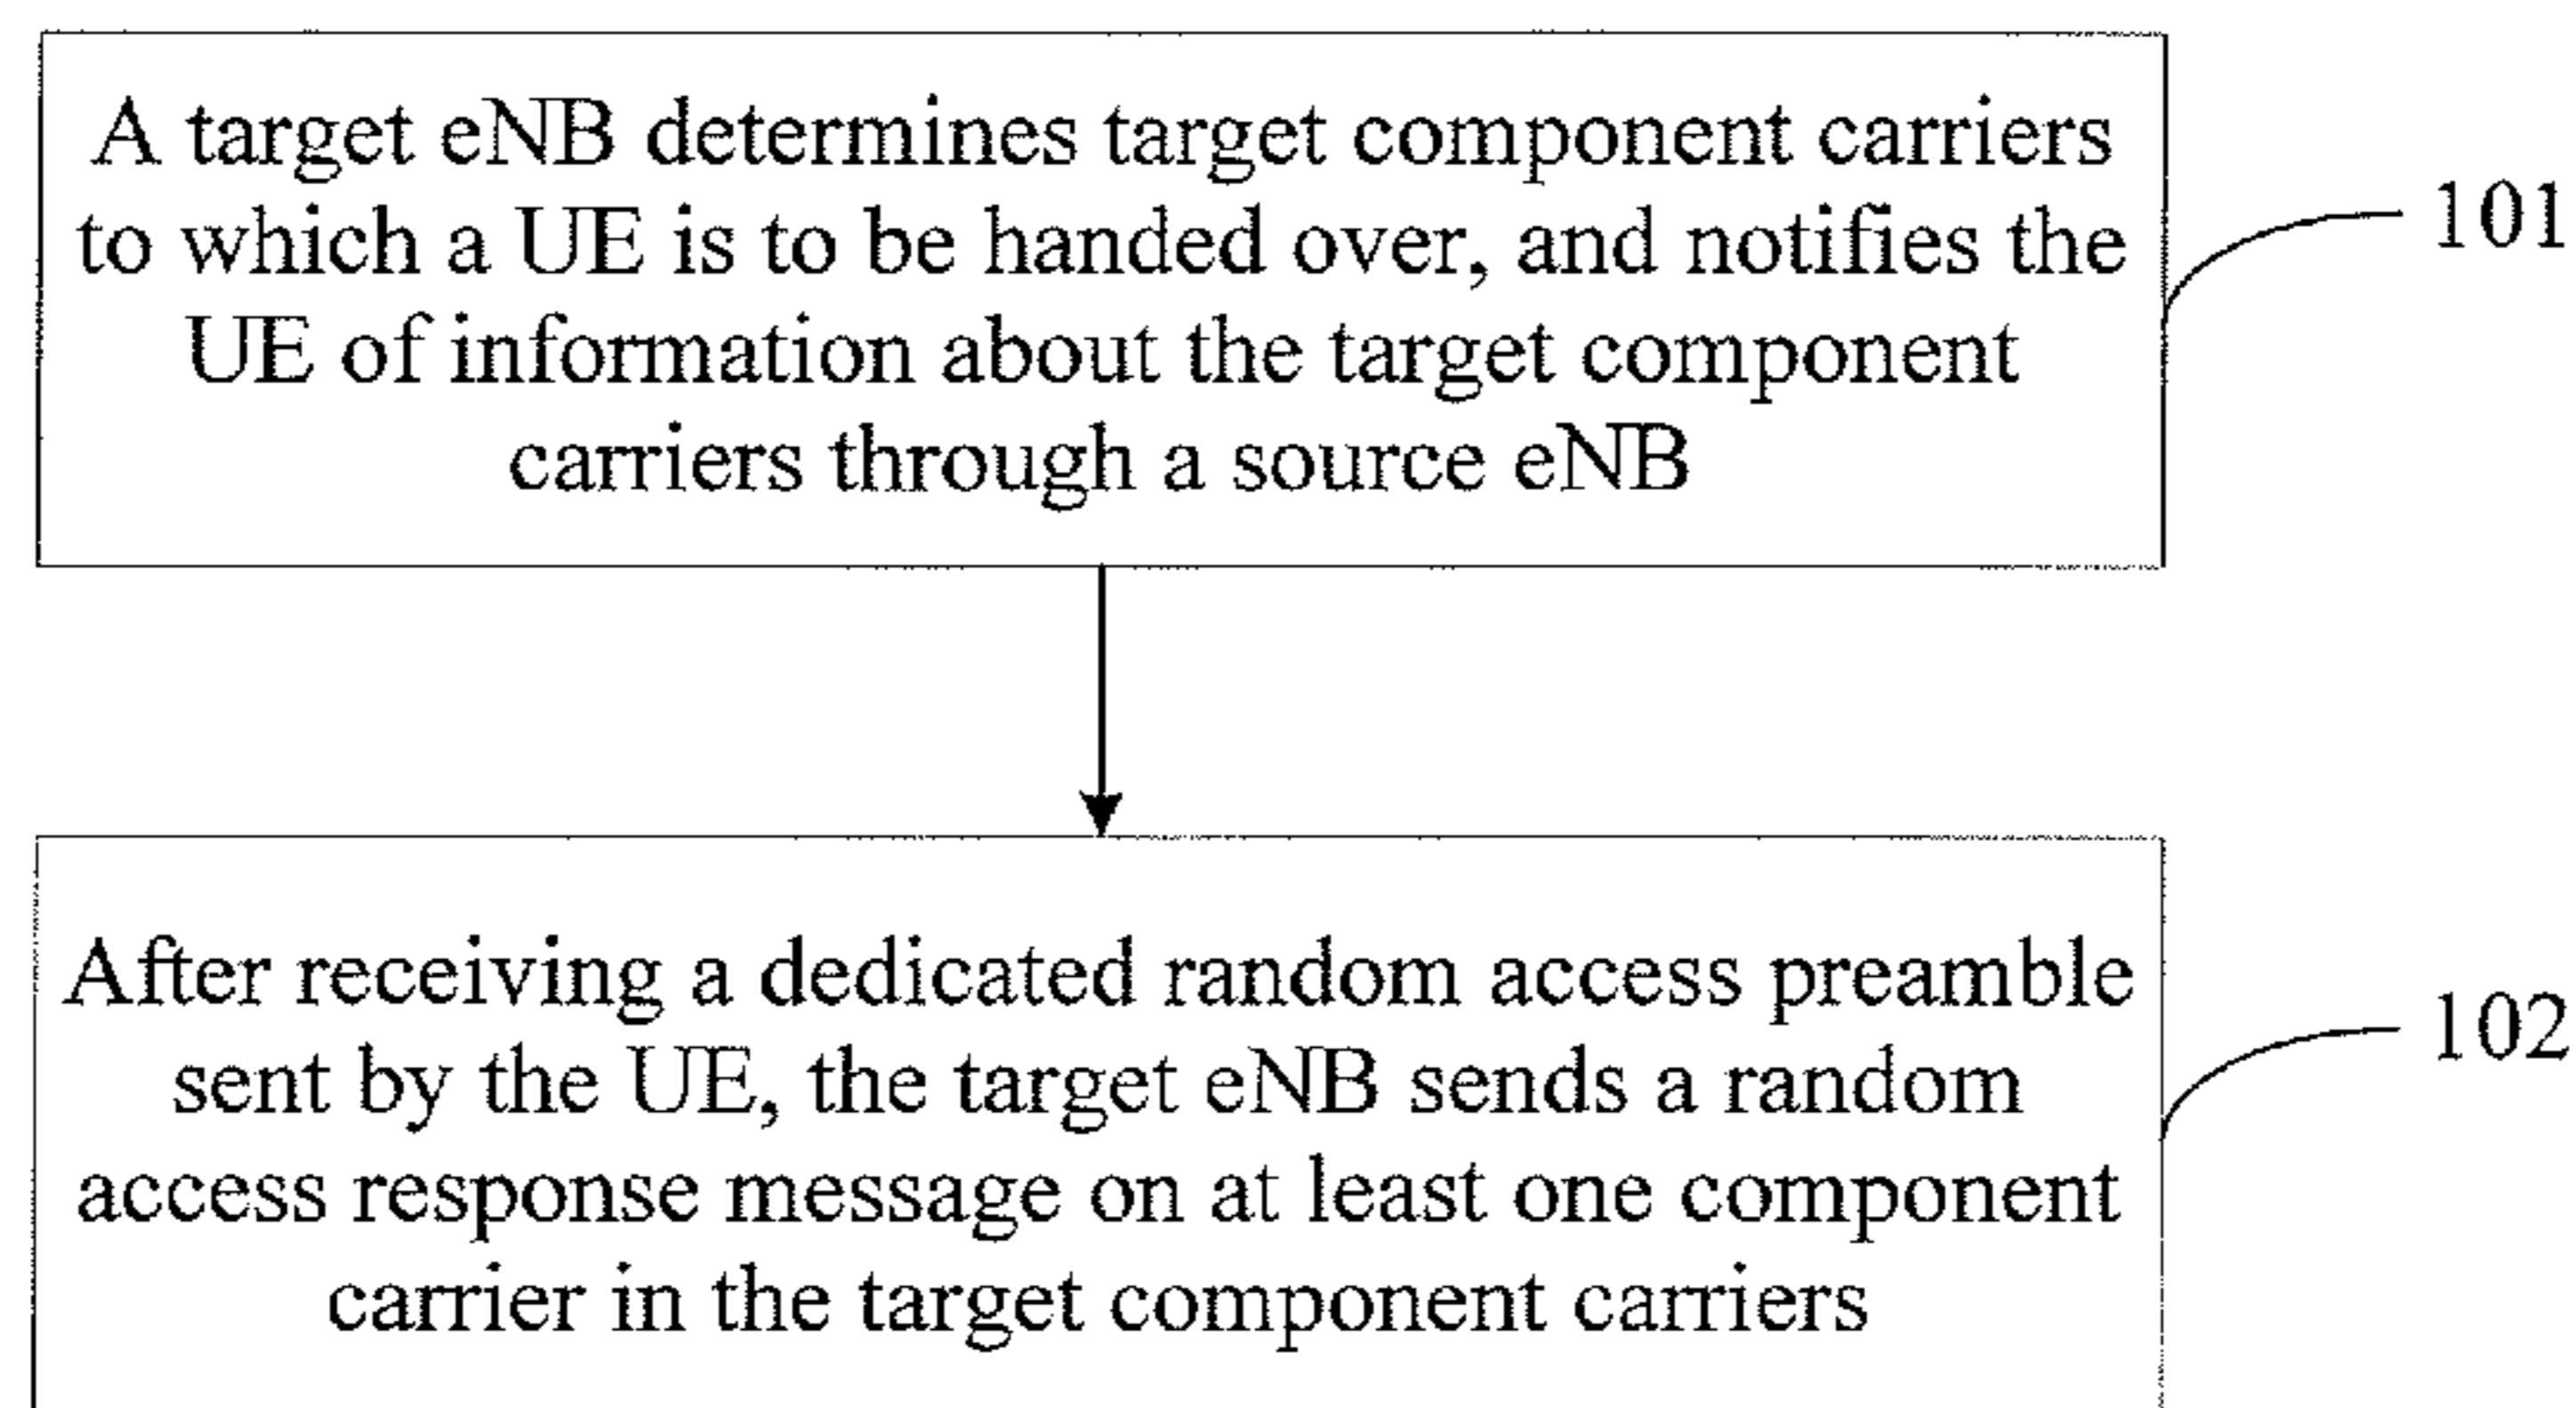 A target eNB determines target component carriers
to which a UE is to be handed over, and notifies the
UE of information about the target component
carriers through a source eNB
101
After receiving a dedicated random access preamble
sent by the UE, the target eNB sends a random
access response message on at least one component
carrier in the target component carriers
102